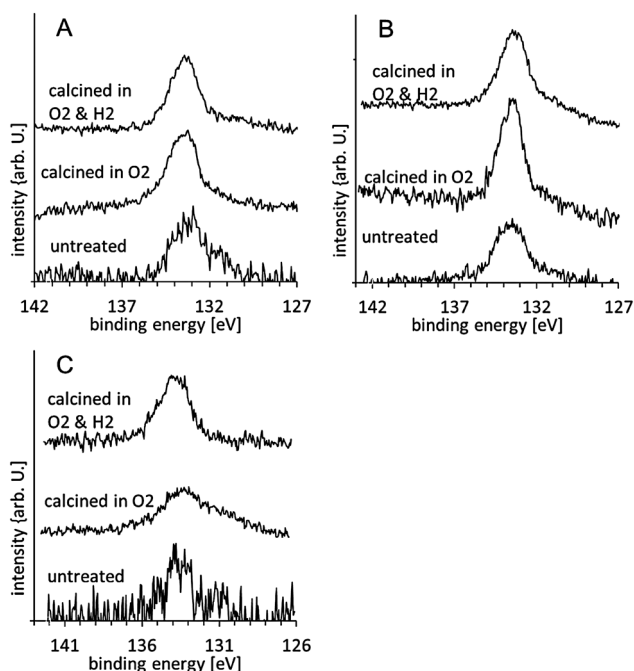 A
calcined in
O2 & H2
calcined in O2
untreated
intensity {arb. U.]
142 137 132 127
binding energy [eV]
B
calcined in
O2 & H2
calcined in O2
untreated
intensity {arb. U.]
142 137 132 127
binding energy [eV]
C
calcined in
O2 & H2
calcined in O2
untreated
intensity {arb. U.]
141 136 131 126
binding energy [eV]